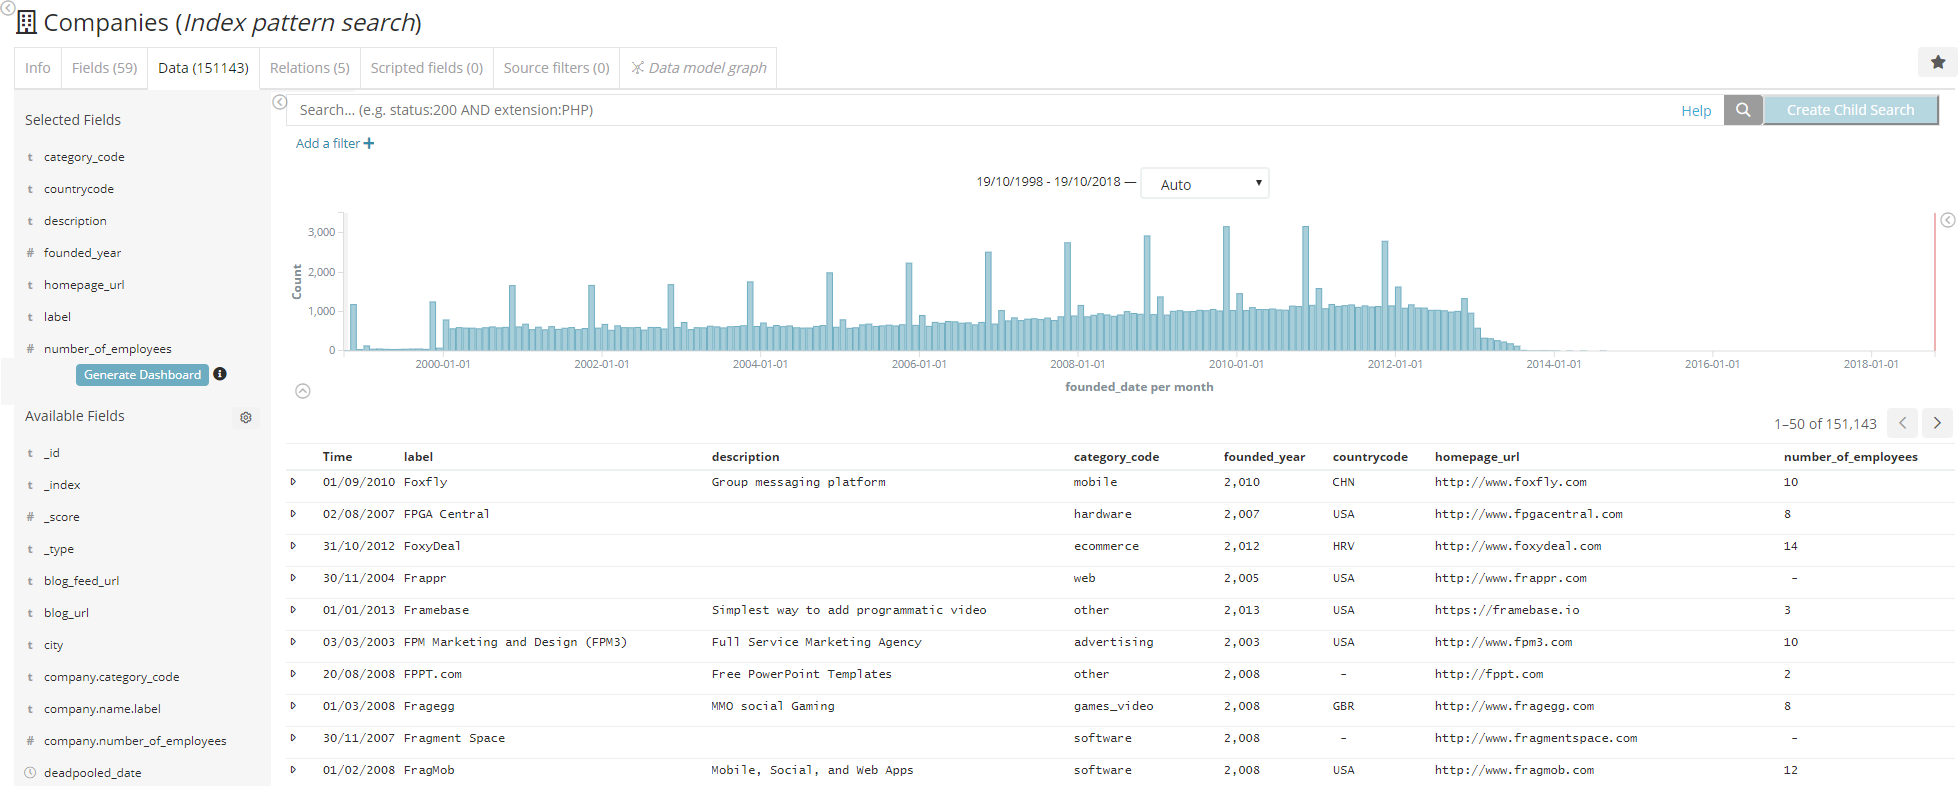 Companies (Index pattern search)
Info Fields (59) Data (151143) Relations (5) Scripted fields (0) Source filters (0) Data model graph
Selected Fields
t category_code
t countrycode
t description
# founded_year
t homepage_url
t label
# number_of_employees
Generate Dashboard
Available Fields
t _id
t _index
# _score
t _type
t blog_feed_url
t blog_url
t city
t company.category_code
t company.name.label
# company.number_of_employees
deadpooled_date
Search... (e.g. status:200 AND extension:PHP) Help Create Child Search
Add a filter +
19/10/1998 - 19/10/2018 — Auto
Count
3,000
2,000
1,000
0
2000-01-01 2002-01-01 2004-01-01 2006-01-01 2008-01-01 2010-01-01 2012-01-01 2014-01-01 2016-01-01 2018-01-01
founded_date per month
1–50 of 151,143
Time label description category_code founded_year countrycode homepage_url number_of_employees
01/09/2010 Foxfly Group messaging platform mobile 2,010 CHN http://www.foxfly.com 10
02/08/2007 FPGA Central hardware 2,007 USA http://www.fpgacentral.com 8
31/10/2012 FoxyDeal ecommerce 2,012 HRV http://www.foxydeal.com 14
30/11/2004 Frappr web 2,005 USA http://www.frappr.com -
01/01/2013 Framebase Simplest way to add programmatic video other 2,013 USA https://framebase.io 3
03/03/2003 FPM Marketing and Design (FPM3) Full Service Marketing Agency advertising 2,003 USA http://www.fpm3.com 10
20/08/2008 FPPT.com Free PowerPoint Templates other 2,008 - http://fppt.com 2
01/03/2008 Fragegg MMO social Gaming games_video 2,008 GBR http://www.fragegg.com 8
30/11/2007 Fragment Space software 2,008 - http://www.fragmentspace.com -
01/02/2008 FragMob Mobile, Social, and Web Apps software 2,008 USA http://www.fragmob.com 12